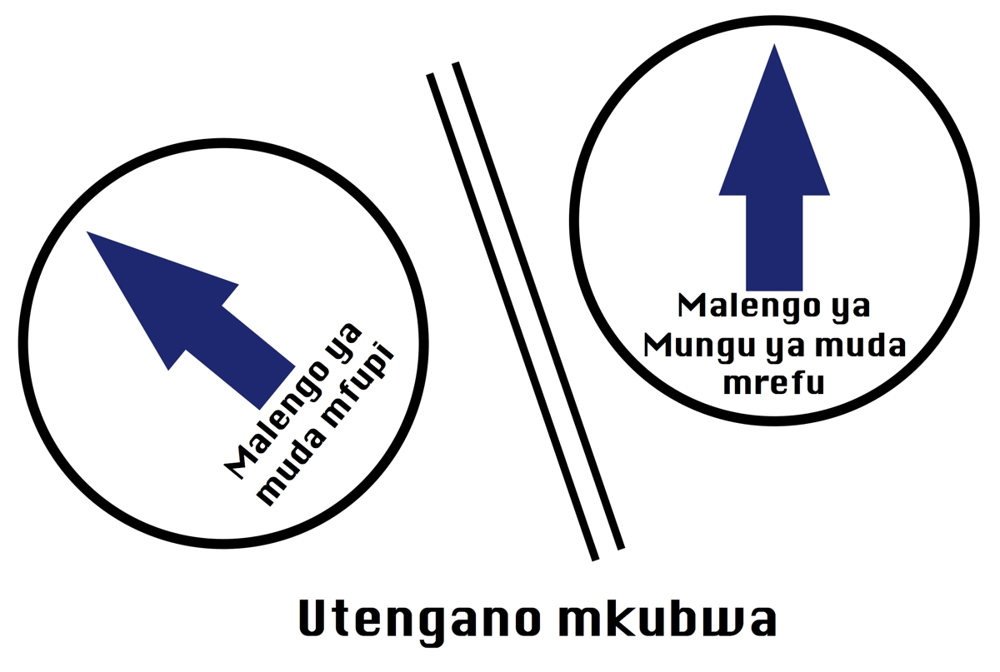 Malengo ya
muda mfupi
Malengo ya
Mungu ya muda
mrefu
Utengano mkubwa